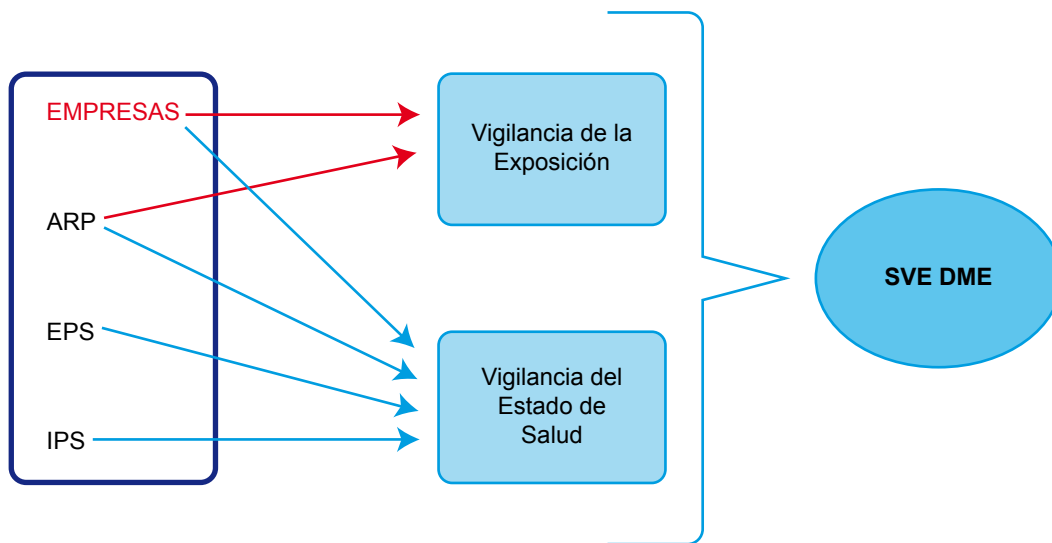 EMPRESAS
ARP
EPS
IPS
Vigilancia de la
Exposición
Vigilancia del
Estado de
Salud
SVE DME